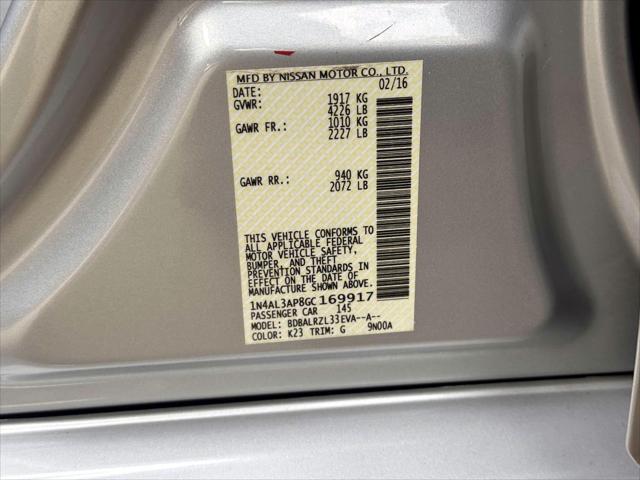 MFD BY NISSAN MOTOR CO., LTD.
DATE: 02/16
GVWR: 1917 KG
4226 LB
GAWR FR.: 1010 KG
2227 LB
GAWR RR.: 940 KG
2072 LB
THIS VEHICLE CONFORMS TO
ALL APPLICABLE FEDERAL
MOTOR VEHICLE SAFETY,
BUMPER, AND THEFT
PREVENTION STANDARDS IN
EFFECT ON THE DATE OF
MANUFACTURE SHOWN ABOVE.
1N4AL3AP8GC169917
PASSENGER CAR 145
MODEL: BDBALRZL33EVA--A--
COLOR: K23 TRIM: G 9N00A